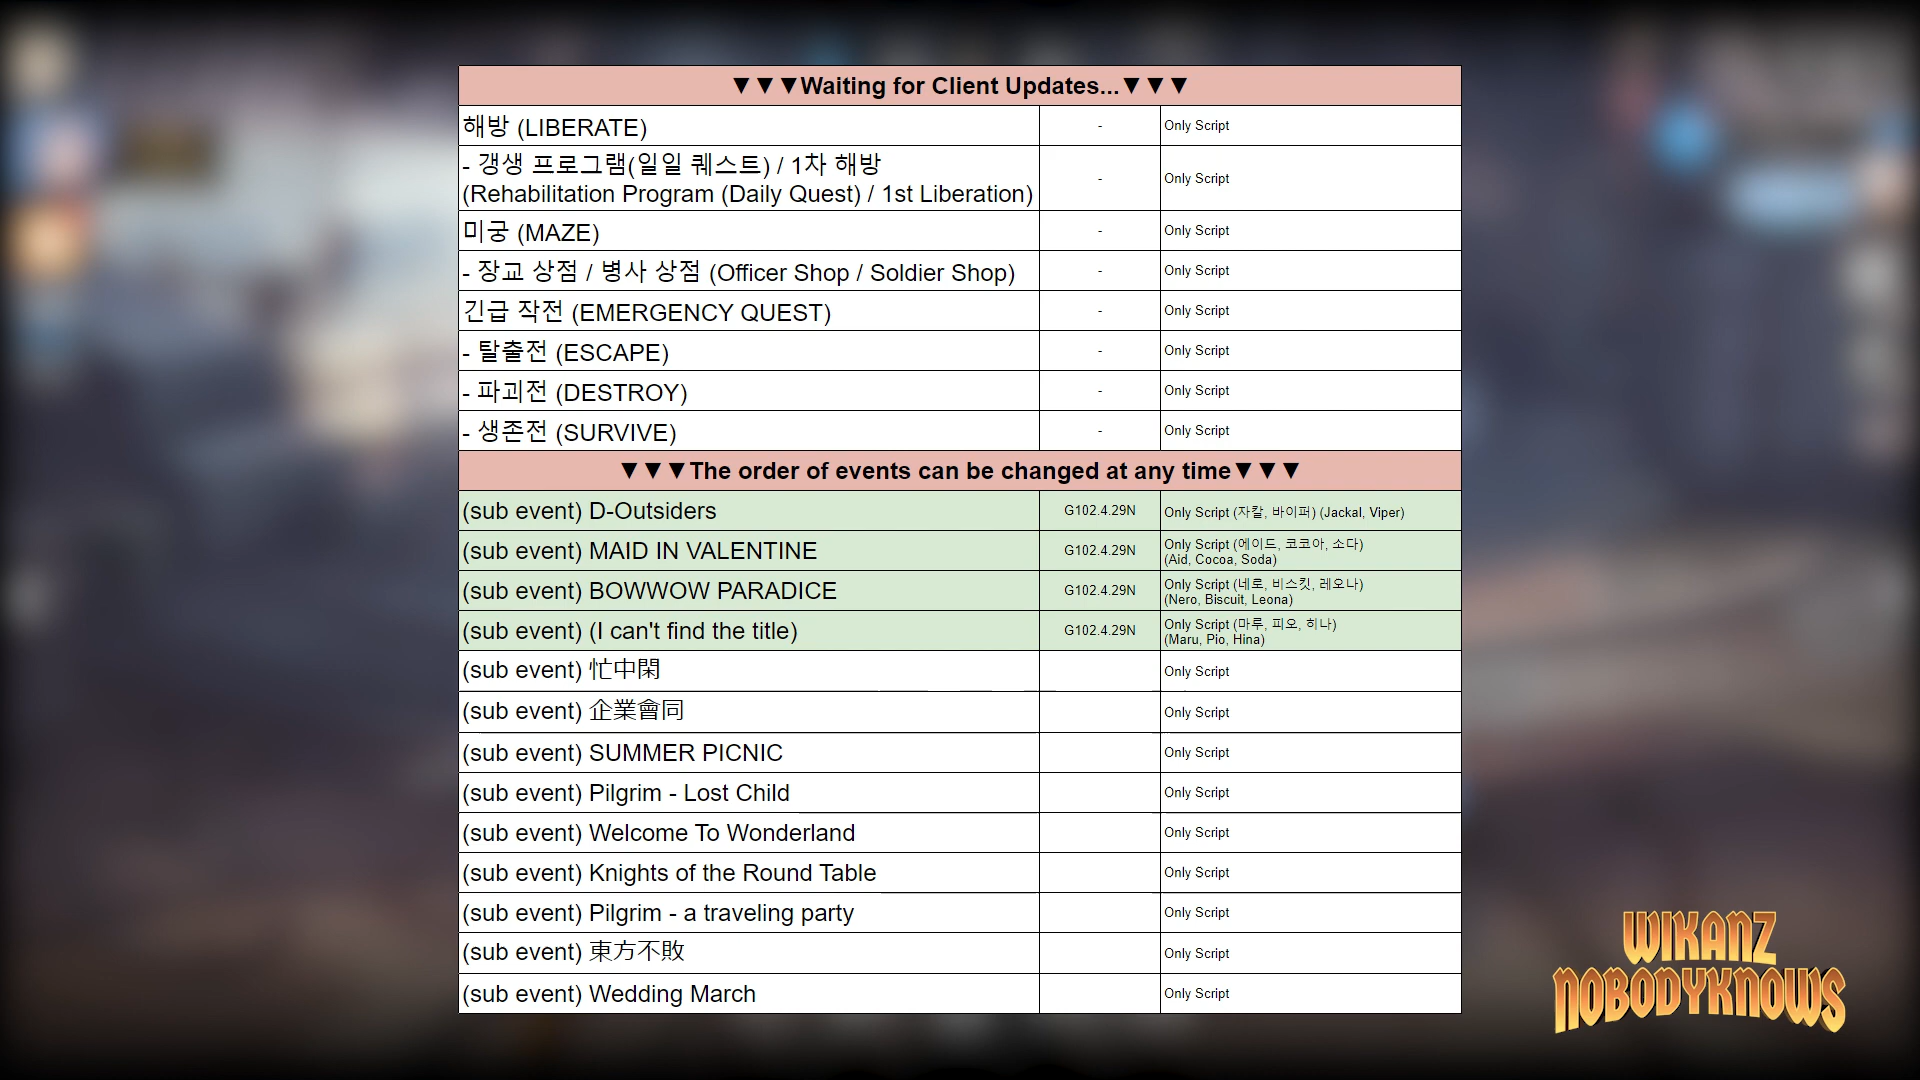 ▼▼▼Waiting for Client Updates...▼▼▼
해방 (LIBERATE) - Only Script
- 갱생 프로그램(일일 퀘스트) / 1차 해방
(Rehabilitation Program (Daily Quest) / 1st Liberation) - Only Script
미궁 (MAZE) - Only Script
- 장교 상점 / 병사 상점 (Officer Shop / Soldier Shop) - Only Script
긴급 작전 (EMERGENCY QUEST) - Only Script
- 탈출전 (ESCAPE) - Only Script
- 파괴전 (DESTROY) - Only Script
- 생존전 (SURVIVE) - Only Script
▼▼▼The order of events can be changed at any time▼▼▼
(sub event) D-Outsiders G102.4.29N Only Script (자칼, 바이퍼) (Jackal, Viper)
(sub event) MAID IN VALENTINE G102.4.29N Only Script (에이드, 코코아, 소다)
(Aid, Cocoa, Soda)
(sub event) BOWWOW PARADICE G102.4.29N Only Script (네로, 비스킷, 레오나)
(Nero, Biscuit, Leona)
(sub event) (I can't find the title) G102.4.29N Only Script (마루, 피오, 히나)
(Maru, Pio, Hina)
(sub event) 忙中閑 Only Script
(sub event) 企業會同 Only Script
(sub event) SUMMER PICNIC Only Script
(sub event) Pilgrim - Lost Child Only Script
(sub event) Welcome To Wonderland Only Script
(sub event) Knights of the Round Table Only Script
(sub event) Pilgrim - a traveling party Only Script
(sub event) 東方不敗 Only Script
(sub event) Wedding March Only Script
WIKANZ
NOBODYKNOWS